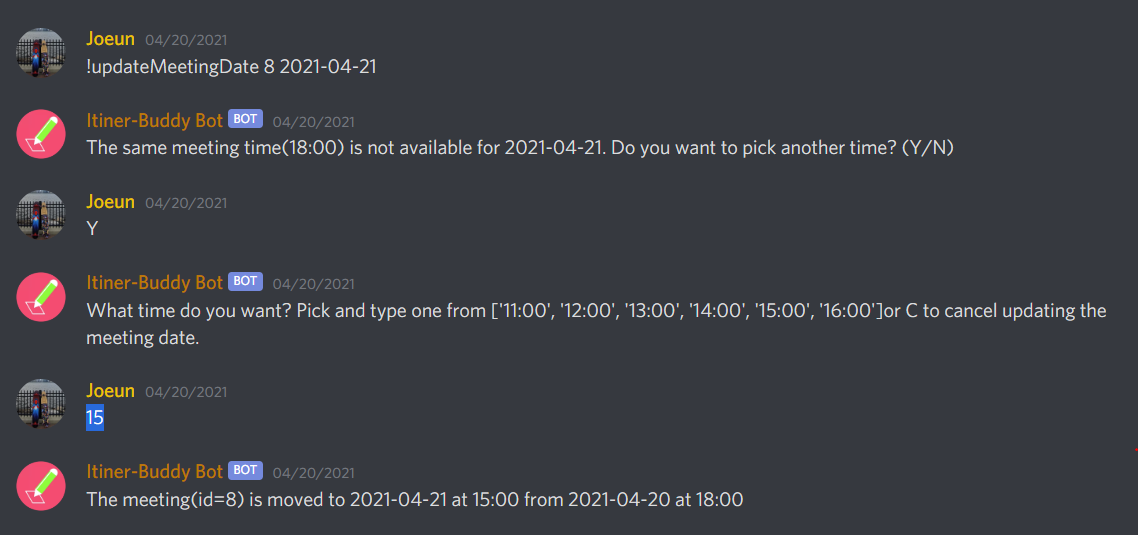 Joeun 04/20/2021
!updateMeetingDate 8 2021-04-21
Itiner-Buddy Bot BOT 04/20/2021
The same meeting time(18:00) is not available for 2021-04-21. Do you want to pick another time? (Y/N)
Joeun 04/20/2021
Y
Itiner-Buddy Bot BOT 04/20/2021
What time do you want? Pick and type one from ['11:00', '12:00', '13:00', '14:00', '15:00', '16:00']or C to cancel updating the
meeting date.
Joeun 04/20/2021
15
Itiner-Buddy Bot BOT 04/20/2021
The meeting(id=8) is moved to 2021-04-21 at 15:00 from 2021-04-20 at 18:00